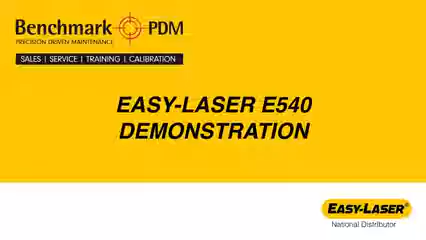 Benchmark PDM
PRECISION DRIVEN MAINTENANCE
SALES | SERVICE | TRAINING | CALIBRATION
EASY-LASER E540
DEMONSTRATION
EASY-LASER®
National Distributor